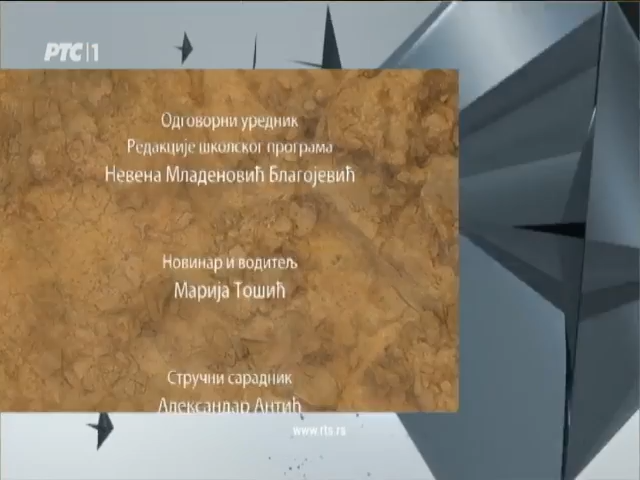 РТС|1
Одговорни уредник
Редакције школског програма
Невена Младеновић Благојевић
Новинар и водитељ
Марија Тошић
Стручни сарадник
Александар Антић
www.rts.rs